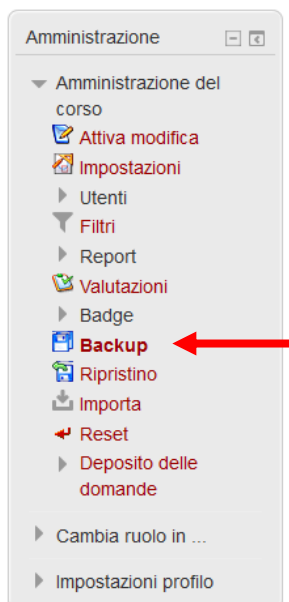 Amministrazione
Amministrazione del
corso
Attiva modifica
Impostazioni
Utenti
Filtri
Report
Valutazioni
Badge
Backup
Ripristino
Importa
Reset
Deposito delle
domande
Cambia ruolo in ...
Impostazioni profilo